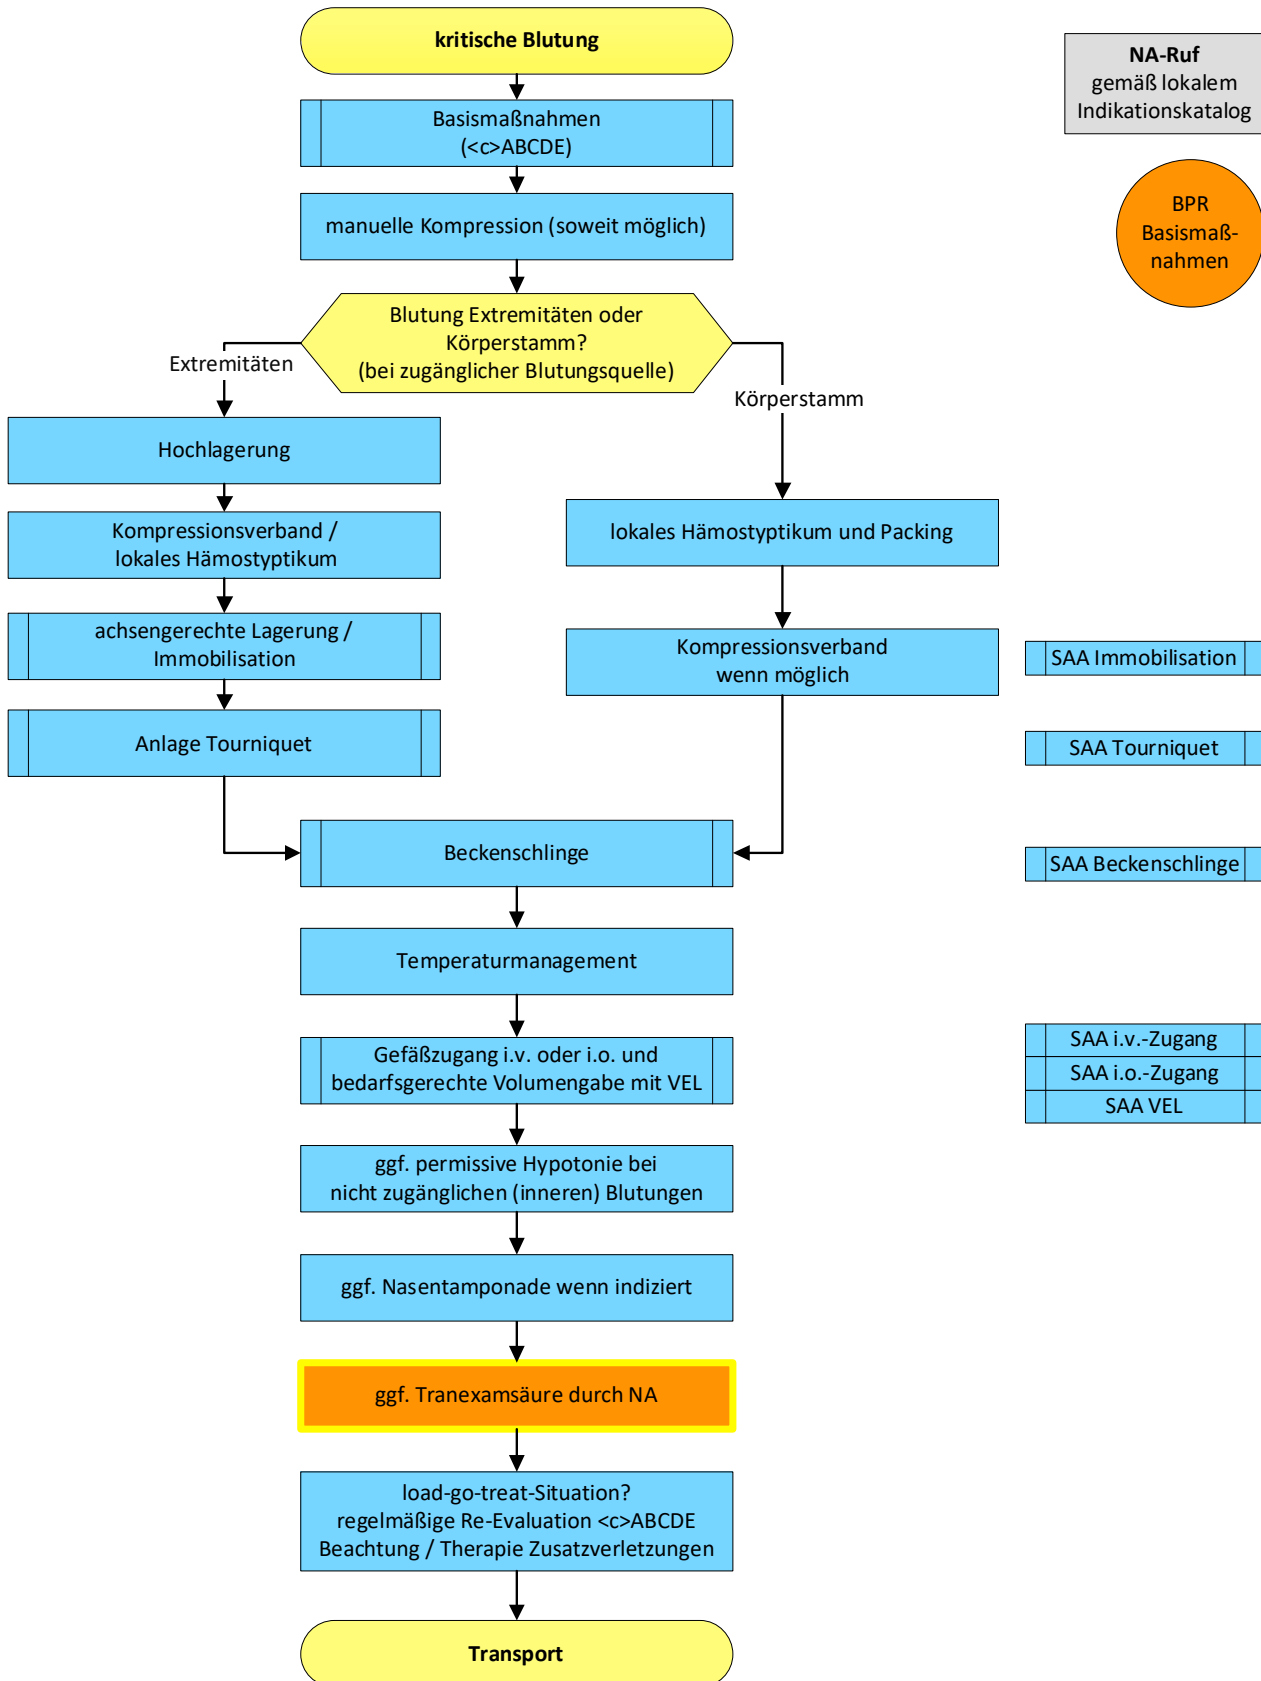 kritische Blutung
NA-Ruf
gemäß lokalem
Indikationskatalog
Basismaßnahmen
(<c>ABCDE)
BPR
Basismaß-
nahmen
manuelle Kompression (soweit möglich)
Blutung Extremitäten oder
Körperstamm?
(bei zugänglicher Blutungsquelle)
Extremitäten
Körperstamm
Hochlagerung
Kompressionsverband /
lokales Hämostyptikum
lokales Hämostyptikum und Packing
achsengerechte Lagerung /
Immobilisation
Kompressionsverband
wenn möglich
SAA Immobilisation
Anlage Tourniquet
SAA Tourniquet
Beckenschlinge
SAA Beckenschlinge
Temperaturmanagement
Gefäßzugang i.v. oder i.o. und
bedarfsgerechte Volumengabe mit VEL
SAA i.v.-Zugang
SAA i.o.-Zugang
SAA VEL
ggf. permissive Hypotonie bei
nicht zugänglichen (inneren) Blutungen
ggf. Nasentamponade wenn indiziert
ggf. Tranexamsäure durch NA
load-go-treat-Situation?
regelmäßige Re-Evaluation <c>ABCDE
Beachtung / Therapie Zusatzverletzungen
Transport